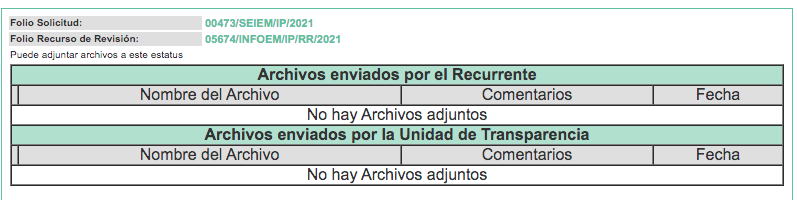 Folio Solicitud: 00473/SEIEM/IP/2021
Folio Recurso de Revisión: 05674/INFOEM/IP/RR/2021
Puede adjuntar archivos a este estatus
Archivos enviados por el Recurrente
Nombre del Archivo Comentarios Fecha
No hay Archivos adjuntos
Archivos enviados por la Unidad de Transparencia
Nombre del Archivo Comentarios Fecha
No hay Archivos adjuntos